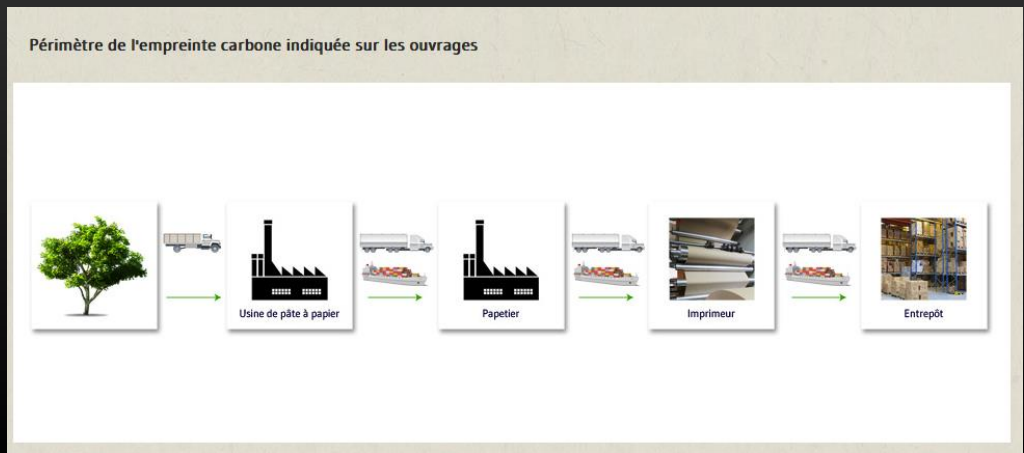 Périmètre de l'empreinte carbone indiquée sur les ouvrages
Usine de pâte à papier
Papetier
Imprimeur
Entrepôt